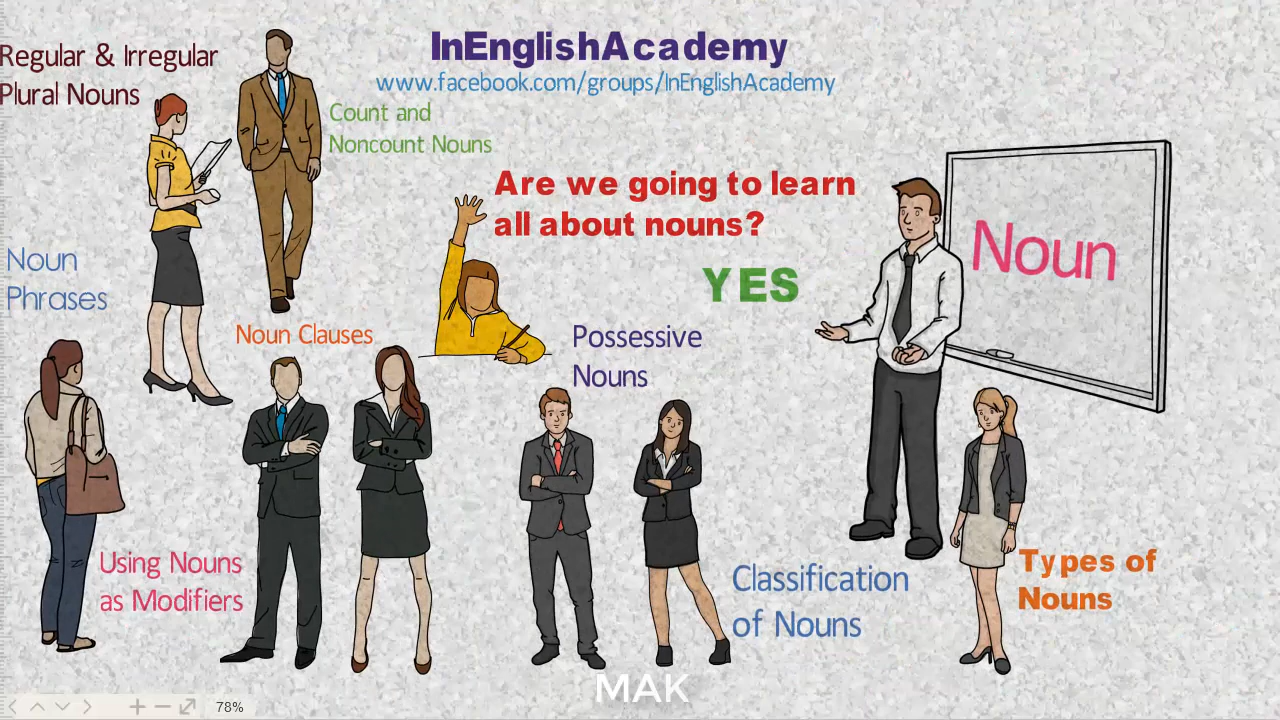 InEnglishAcademy
www.facebook.com/groups/InEnglishAcademy
Regular & Irregular
Plural Nouns
Count and
Noncount Nouns
Are we going to learn
all about nouns?
YES
Noun
Noun
Phrases
Noun Clauses
Possessive
Nouns
Using Nouns
as Modifiers
Classification
of Nouns
Types of
Nouns
MAK
78%